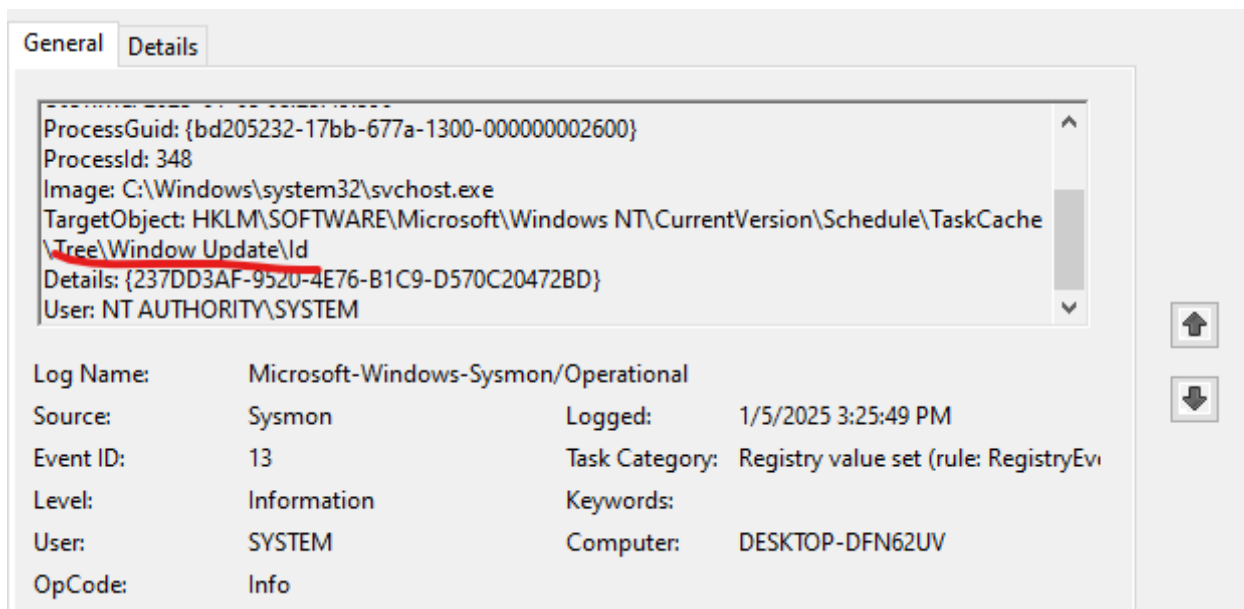 General Details
ProcessGuid: {bd205232-17bb-677a-1300-000000002600}
ProcessId: 348
Image: C:\Windows\system32\svchost.exe
TargetObject: HKLM\SOFTWARE\Microsoft\Windows NT\CurrentVersion\Schedule\TaskCache
\Tree\Window Update\Id
Details: {237DD3AF-9520-4E76-B1C9-D570C20472BD}
User: NT AUTHORITY\SYSTEM
Log Name: Microsoft-Windows-Sysmon/Operational
Source: Sysmon Logged: 1/5/2025 3:25:49 PM
Event ID: 13 Task Category: Registry value set (rule: RegistryEv
Level: Information Keywords:
User: SYSTEM Computer: DESKTOP-DFN62UV
OpCode: Info